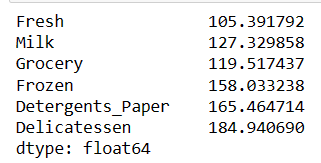 Fresh 105.391792
Milk 127.329858
Grocery 119.517437
Frozen 158.033238
Detergents_Paper 165.464714
Delicatessen 184.940690
dtype: float64